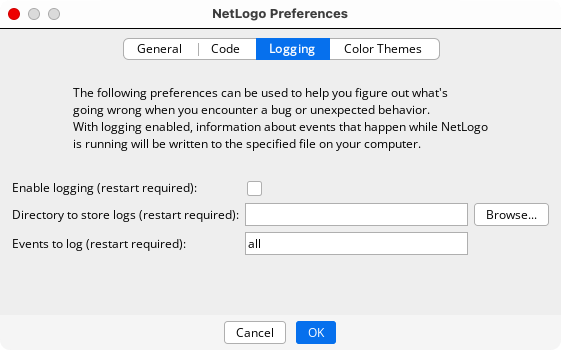 NetLogo Preferences
General
Code
Logging
Color Themes
The following preferences can be used to help you figure out what's
going wrong when you encounter a bug or unexpected behavior.
With logging enabled, information about events that happen while NetLogo
is running will be written to the specified file on your computer.
Enable logging (restart required):
Directory to store logs (restart required):
Browse...
Events to log (restart required):
all
Cancel
OK